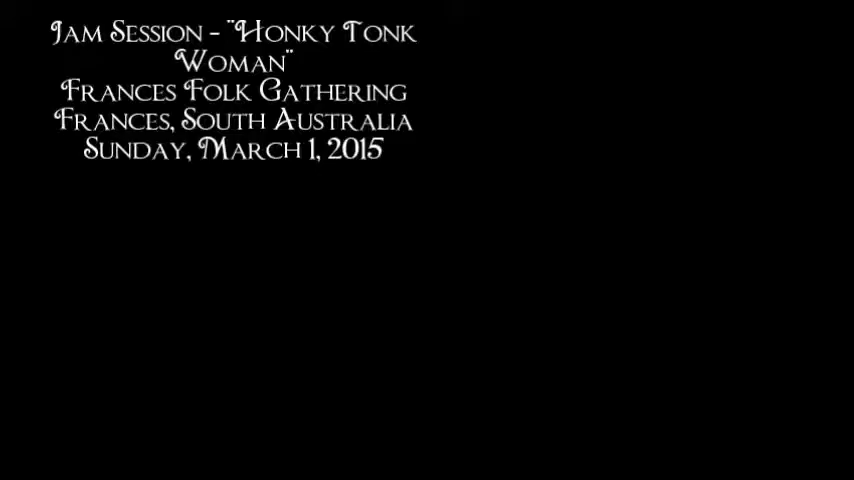 Jam Session - "Honky Tonk
Woman"
Frances Folk Gathering
Frances, South Australia
Sunday, March 1, 2015